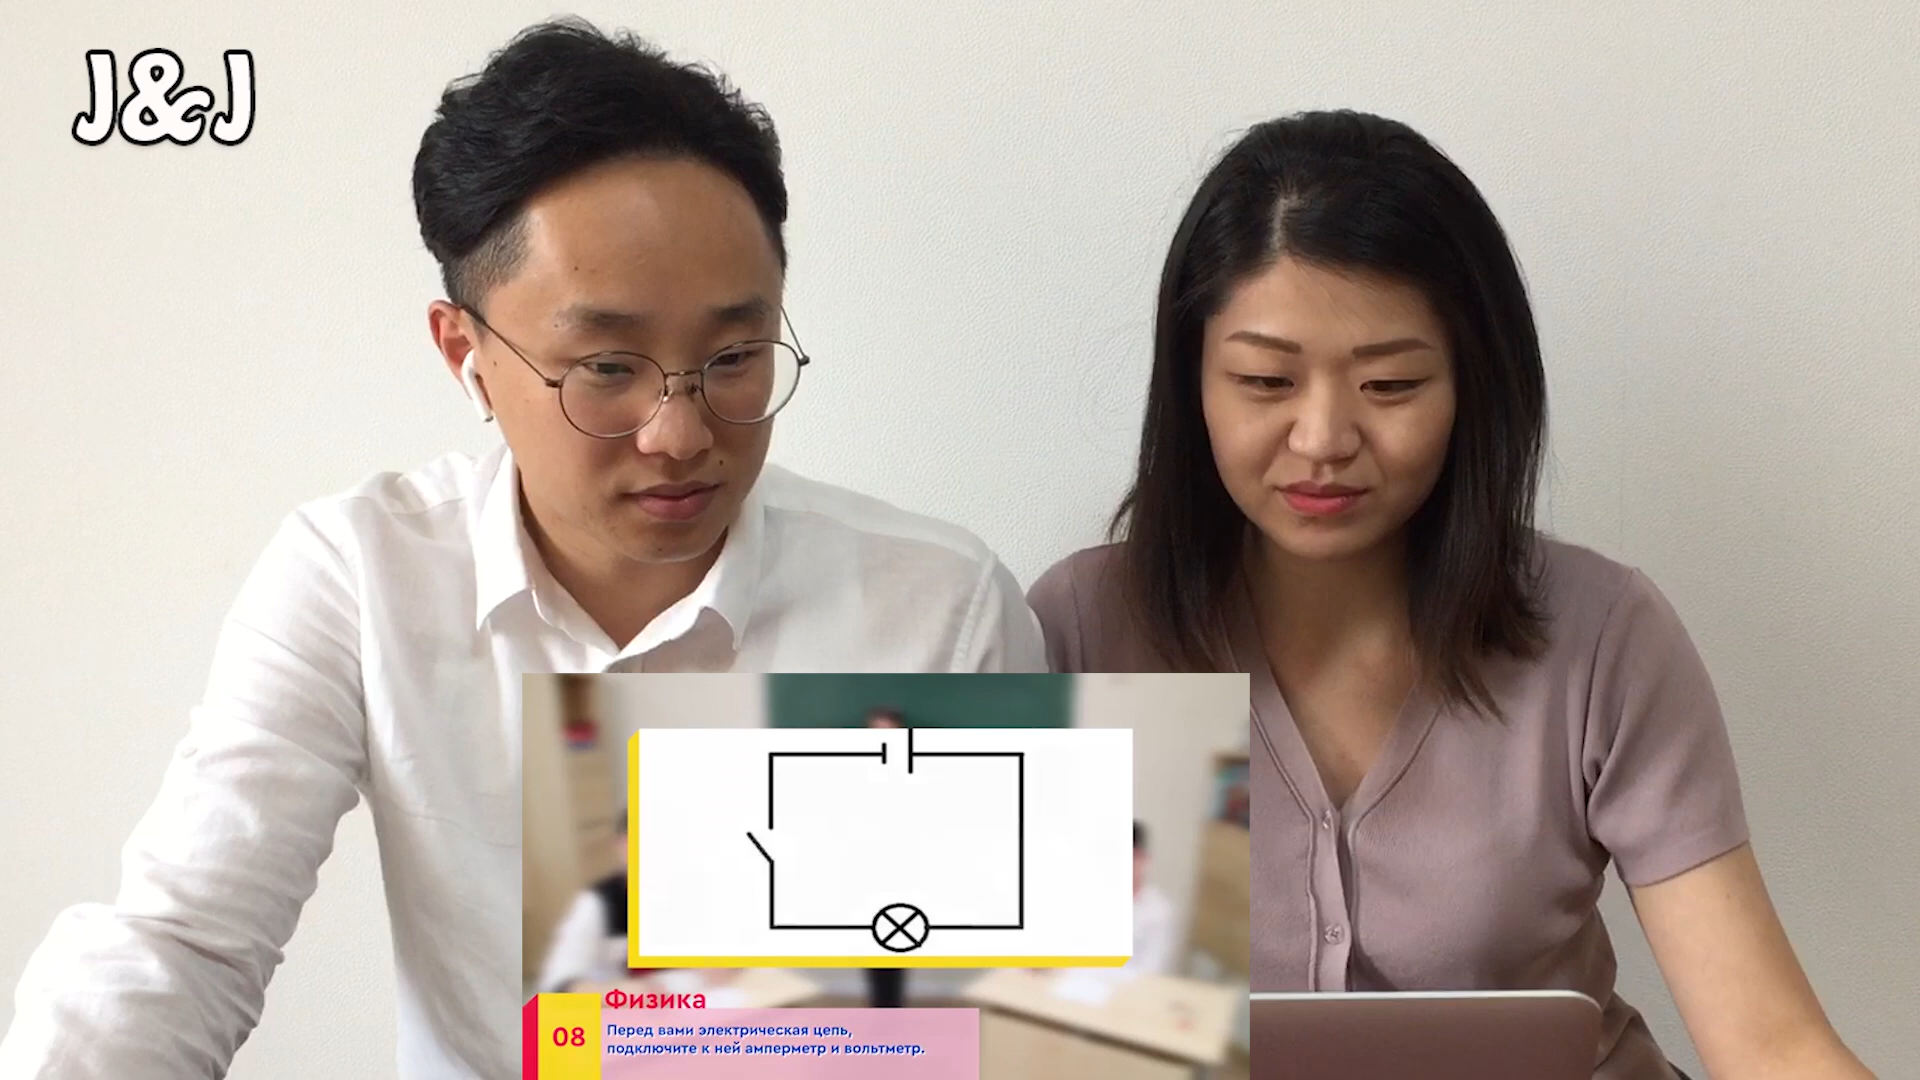 J&J
Физика
08
Перед вами электрическая цепь,
подключите к ней амперметр и вольтметр.